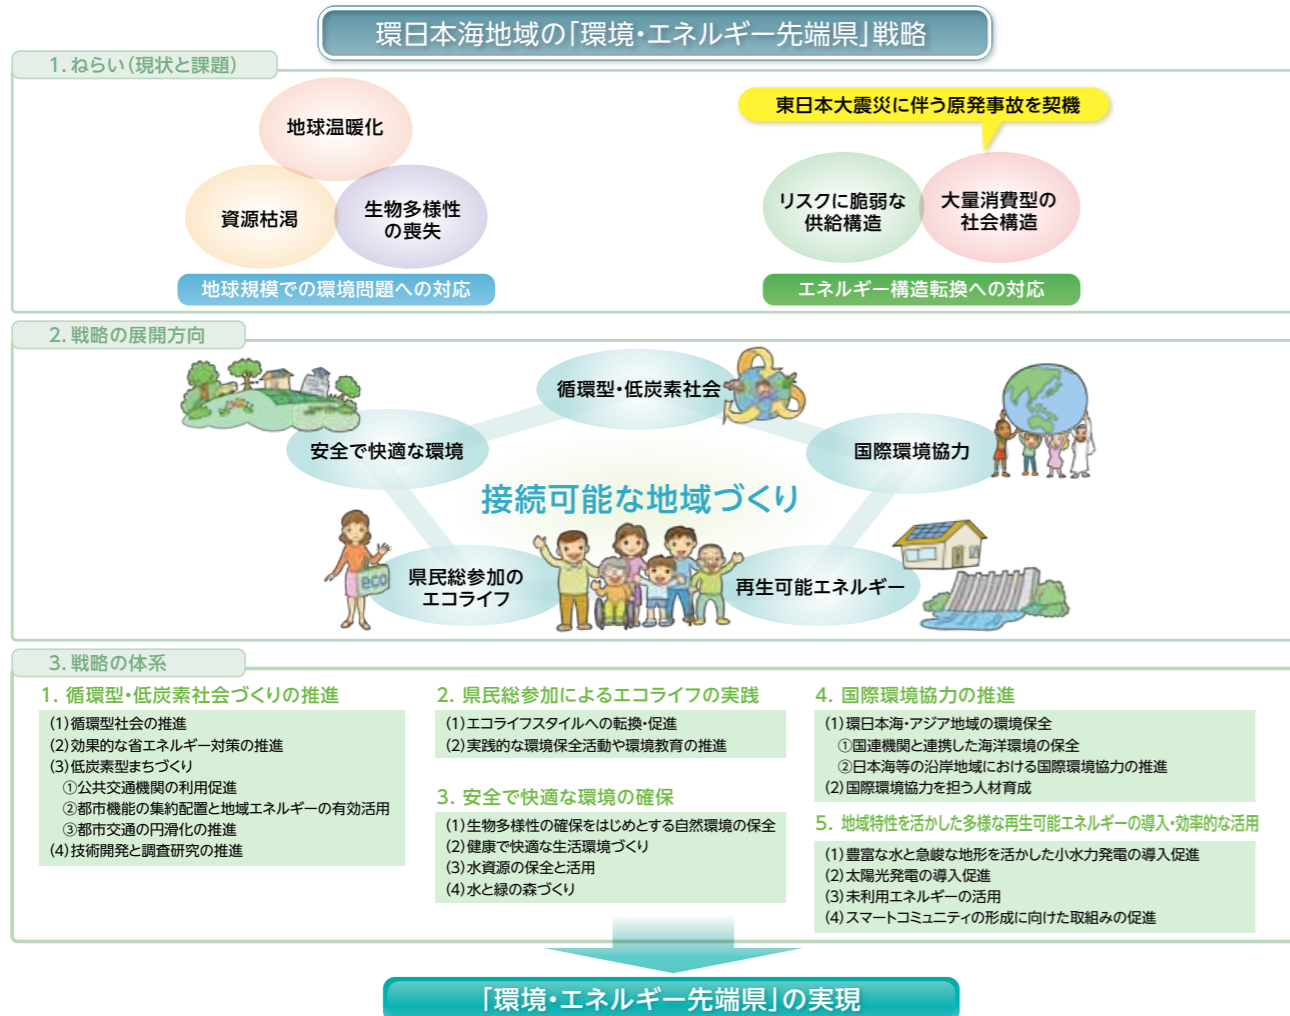 環日本海地域の「環境・エネルギー先端県」戦略
1. ねらい（現状と課題）
地球温暖化
資源枯渇
生物多様性
の喪失
地球規模での環境問題への対応
東日本大震災に伴う原発事故を契機
リスクに脆弱な
供給構造
大量消費型の
社会構造
エネルギー構造転換への対応
2. 戦略の展開方向
循環型・低炭素社会
安全で快適な環境
国際環境協力
接続可能な地域づくり
県民総参加の
エコライフ
eco
再生可能エネルギー
3. 戦略の体系
1. 循環型・低炭素社会づくりの推進
(1)循環型社会の推進
(2)効果的な省エネルギー対策の推進
(3)低炭素型まちづくり
①公共交通機関の利用促進
②都市機能の集約配置と地域エネルギーの有効活用
③都市交通の円滑化の推進
(4)技術開発と調査研究の推進
2. 県民総参加によるエコライフの実践
(1)エコライフスタイルへの転換・促進
(2)実践的な環境保全活動や環境教育の推進
3. 安全で快適な環境の確保
(1)生物多様性の確保をはじめとする自然環境の保全
(2)健康で快適な生活環境づくり
(3)水資源の保全と活用
(4)水と緑の森づくり
4. 国際環境協力の推進
(1)環日本海・アジア地域の環境保全
①国連機関と連携した海洋環境の保全
②日本海等の沿岸地域における国際環境協力の推進
(2)国際環境協力を担う人材育成
5. 地域特性を活かした多様な再生可能エネルギーの導入・効率的な活用
(1)豊富な水と急峻な地形を活かした小水力発電の導入促進
(2)太陽光発電の導入促進
(3)未利用エネルギーの活用
(4)スマートコミュニティの形成に向けた取組みの促進
「環境・エネルギー先端県」の実現